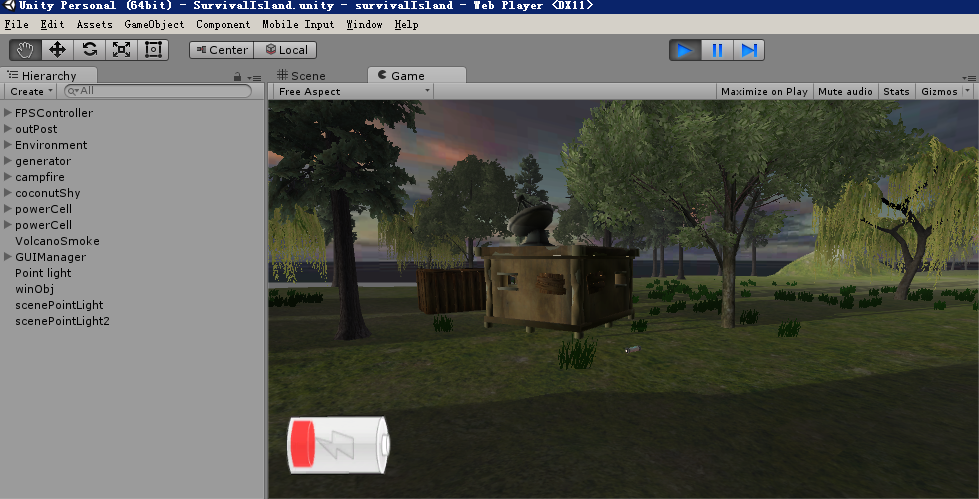 Unity Personal (64bit) - SurvivalIsland.unity - survivalIsland - Web Player <DX11>
File Edit Assets GameObject Component Mobile Input Window Help
Center Local
Hierarchy
Scene
Game
Create
All
Free Aspect
Maximize on Play Mute audio Stats Gizmos
FPSController
outPost
Environment
generator
campfire
coconutShy
powerCell
powerCell
VolcanoSmoke
GUIManager
Point light
winObj
scenePointLight
scenePointLight2